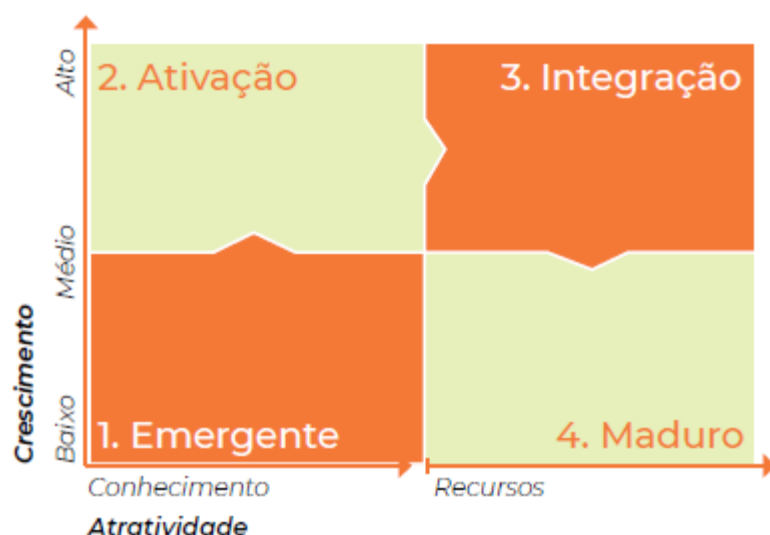 Alto
2. Ativação
3. Integração
Médio
Crescimento
Baixo
1. Emergente
4. Maduro
Conhecimento
Recursos
Atratividade